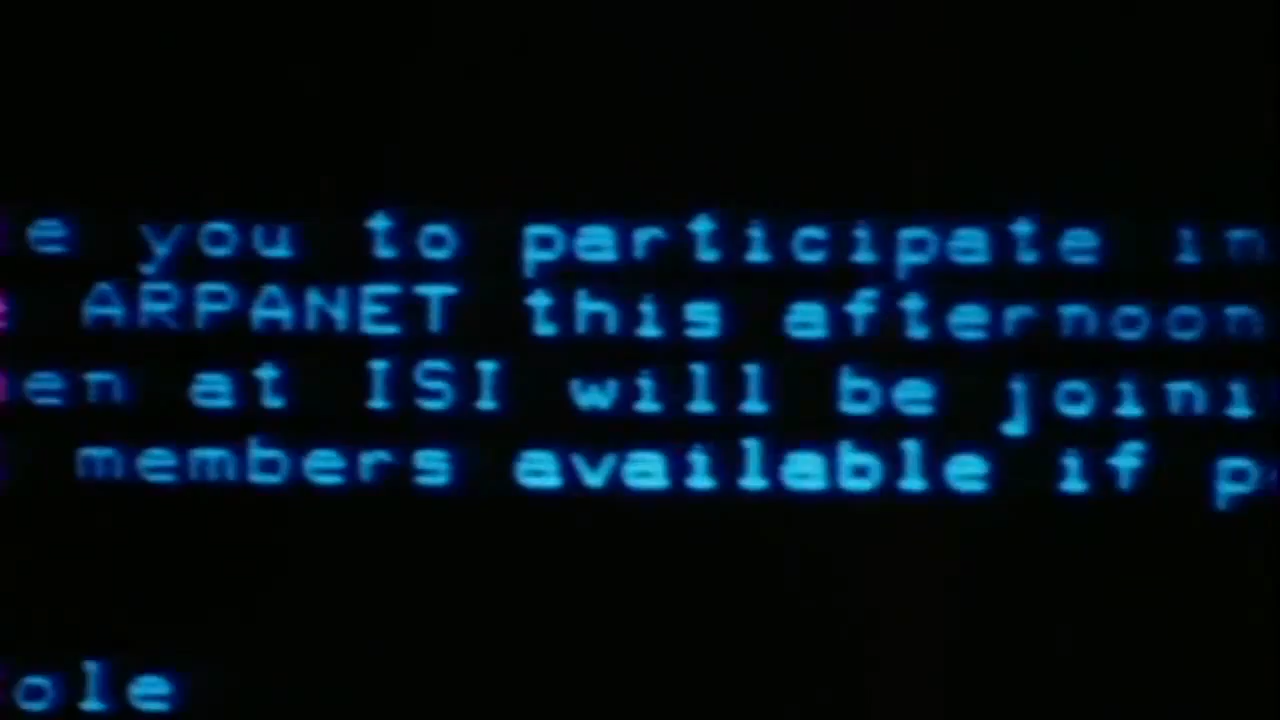 e you to participate in
ARPANET this afternoon
en at ISI will be joini
members available if p
ole